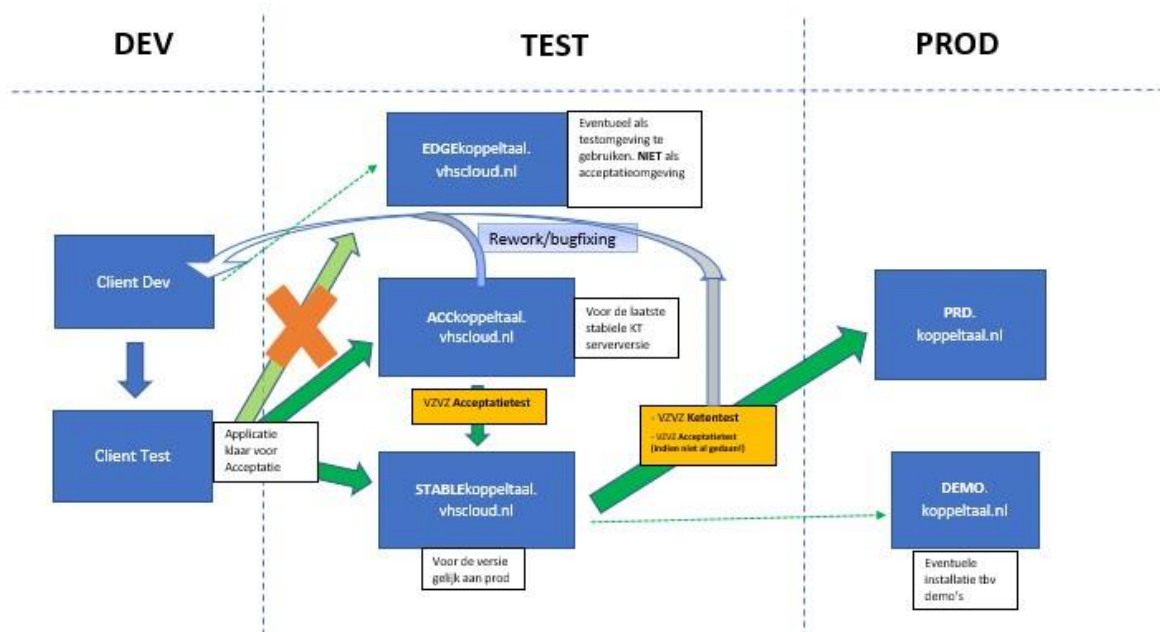 DEV
TEST
PROD
EDGEkoppeltaal.
vhscloud.nl
Eventueel als
testomgeving te
gebruiken. NIET als
acceptatieomgeving
Rework/bugfixing
Client Dev
ACCkoppeltaal.
vhscloud.nl
Voor de laatste
stabiele KT
serverversie
PRD.
koppeltaal.nl
VZVZ Acceptatietest
- VZVZ Ketentest
- VZVZ Acceptatietest
(indien niet al gedaan!)
Client Test
Applicatie
klaar voor
Acceptatie
STABLEkoppeltaal.
vhscloud.nl
DEMO.
koppeltaal.nl
Voor de versie
gelijk aan prod
Eventuele
installatie tbv
demo's